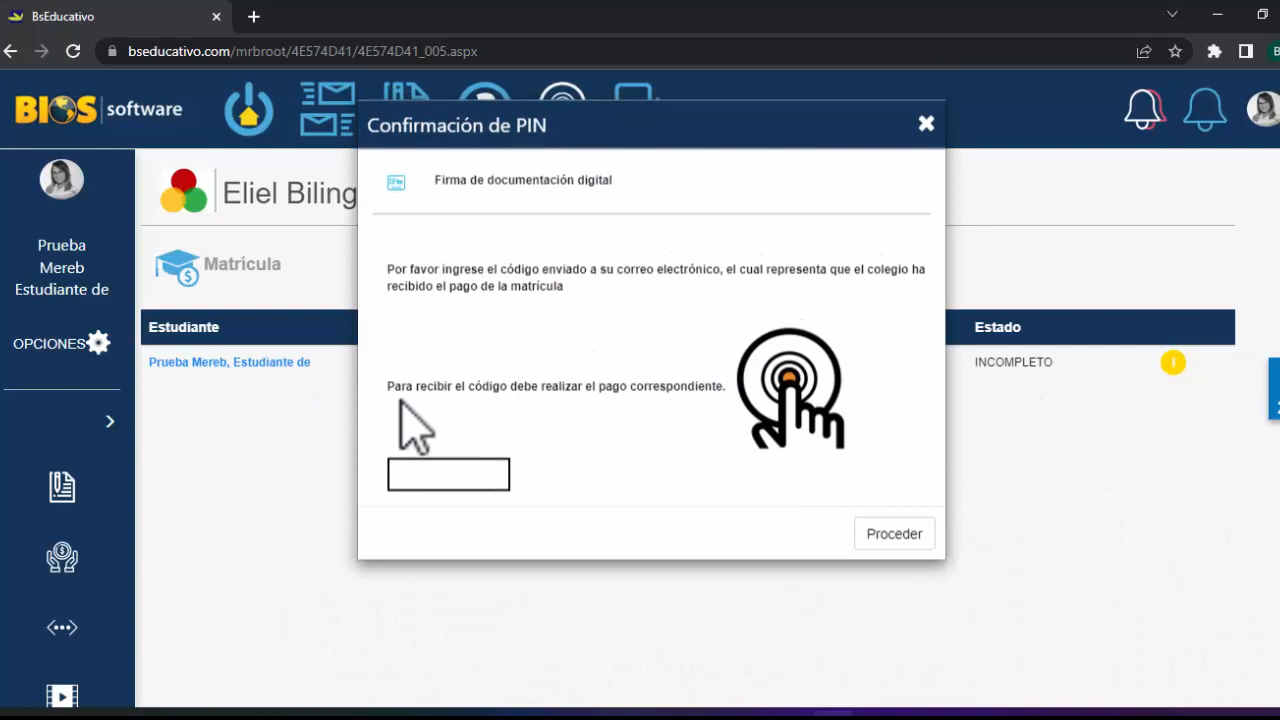 BsEducativo
bseducativo.com/mrbroot/4E574D41/4E574D41_005.aspx
BIOS software
Confirmación de PIN
Firma de documentación digital
Prueba
Mereb
Estudiante de
OPCIONES
Eliel Biling
Matrícula
Por favor ingrese el código enviado a su correo electrónico, el cual representa que el colegio ha
recibido el pago de la matrícula
Estudiante
Estado
Prueba Mereb, Estudiante de
INCOMPLETO
I
Para recibir el código debe realizar el pago correspondiente.
Proceder